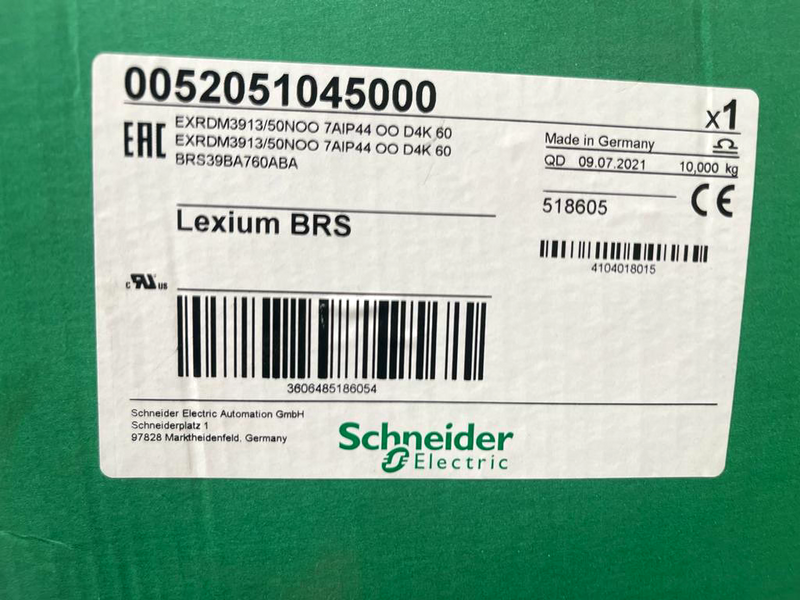 0052051045000
x1
EAC
EXRDM3913/50NOO 7AIP44 OO D4K 60
EXRDM3913/50NOO 7AIP44 OO D4K 60
BRS39BA760ABA
Made in Germany
QD 09.07.2021 10,000 kg
518605
CE
Lexium BRS
4104018015
c RU us
3606485186054
Schneider Electric Automation GmbH
Schneiderplatz 1
97828 Marktheidenfeld, Germany
Schneider
Electric